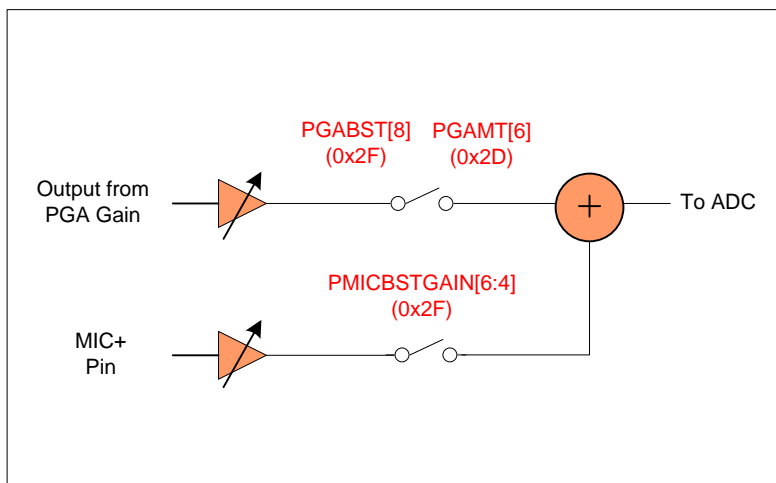 PGABST[8]
(0x2F)
PGAMT[6]
(0x2D)
Output from
PGA Gain
+
To ADC
PMICBSTGAIN[6:4]
(0x2F)
MIC+
Pin